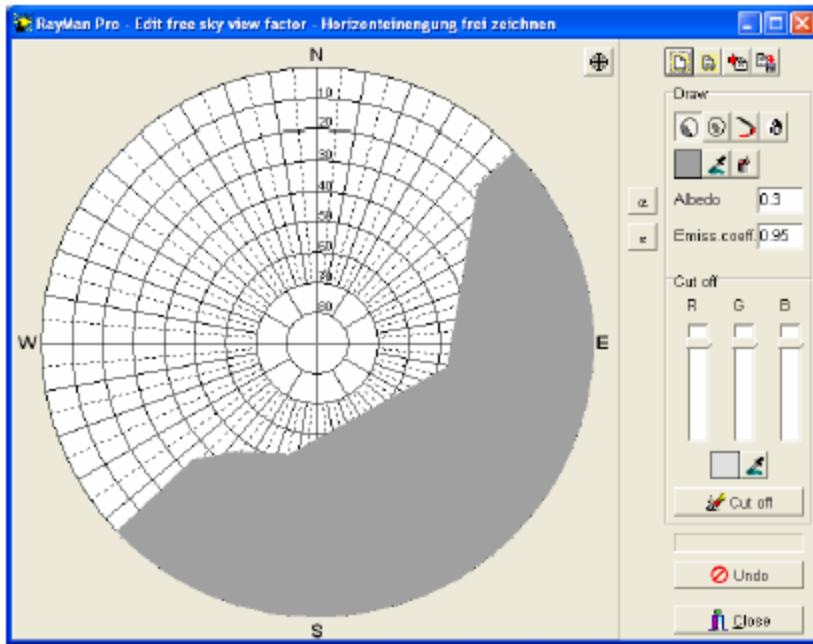 RayMan Pro - Edit free sky view factor - Horizonteinengung frei zeichnen
N
10
20
30
40
50
60
70
80
W
E
S
Draw
Albedo 0.3
Emiss.coeff. 0.95
Cut off
R G B
Cut off
Undo
Close